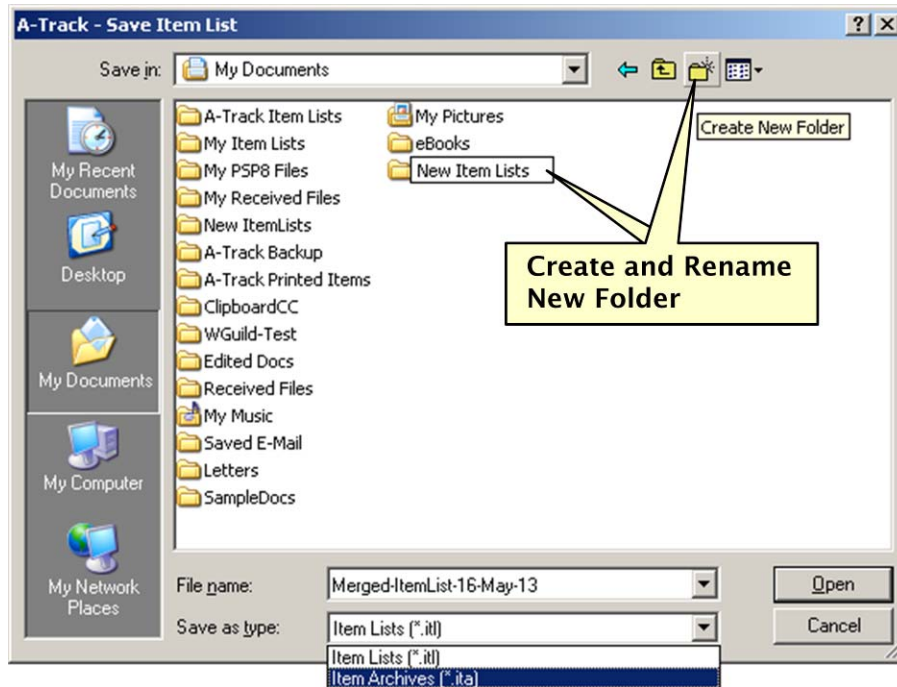 A-Track - Save Item List
Save in: My Documents
Create New Folder
My Recent
Documents
Desktop
My Documents
My Computer
My Network
Places
A-Track Item Lists
My Item Lists
My PSP8 Files
My Received Files
New ItemLists
A-Track Backup
A-Track Printed Items
ClipboardCC
WGuild-Test
Edited Docs
Received Files
My Music
Saved E-Mail
Letters
SampleDocs
My Pictures
eBooks
New Item Lists
Create and Rename
New Folder
File name: Merged-ItemList-16-May-13 Open
Save as type: Item Lists (*.itl) Cancel
Item Lists (*.itl)
Item Archives (*.ita)